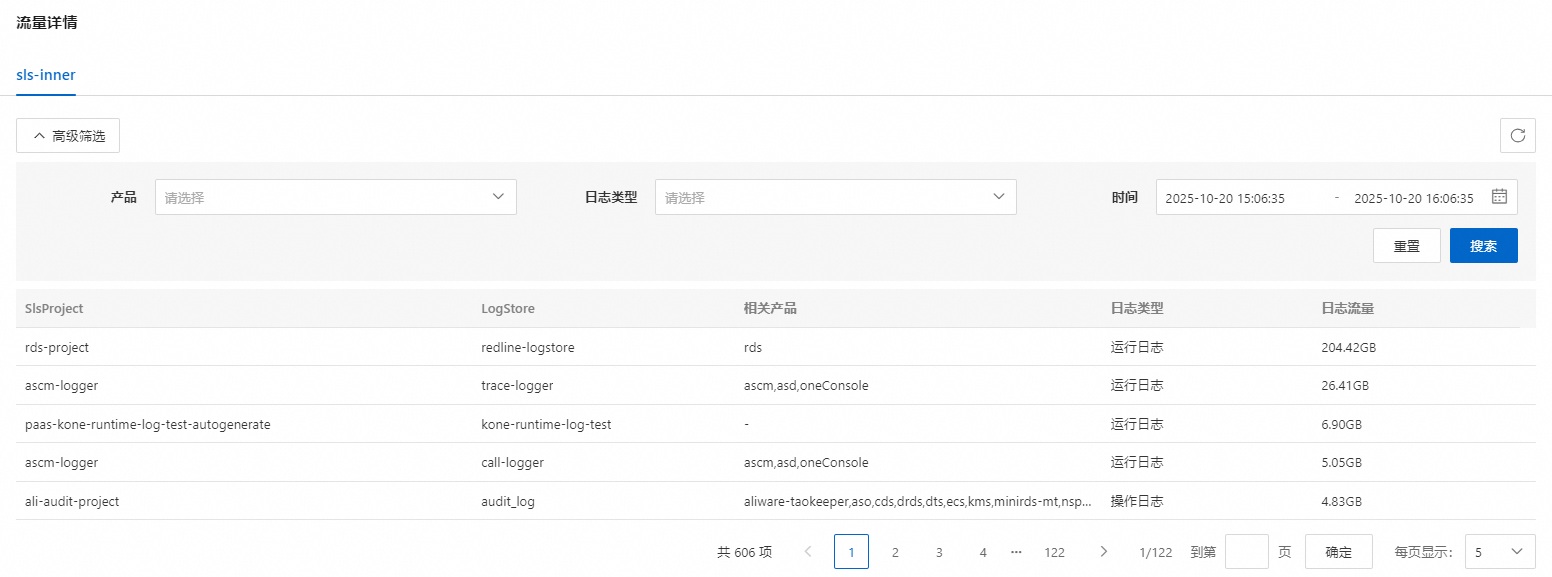 流量详情
sls-inner
高级筛选
产品 请选择 日志类型 请选择 时间 2025-10-20 15:06:35 - 2025-10-20 16:06:35
重置 搜索
SlsProject LogStore 相关产品 日志类型 日志流量
rds-project redline-logstore rds 运行日志 204.42GB
ascm-logger trace-logger ascm,asd,oneConsole 运行日志 26.41GB
paas-kone-runtime-log-test-autogenerate kone-runtime-log-test - 运行日志 6.90GB
ascm-logger call-logger ascm,asd,oneConsole 运行日志 5.05GB
ali-audit-project audit_log aliware-taokeeper,aso,cds,drds,dts,ecs,kms,minirds-mt,nsp... 操作日志 4.83GB
共 606 项 1 2 3 4 ··· 122 1/122 到第 页 确定 每页显示: 5